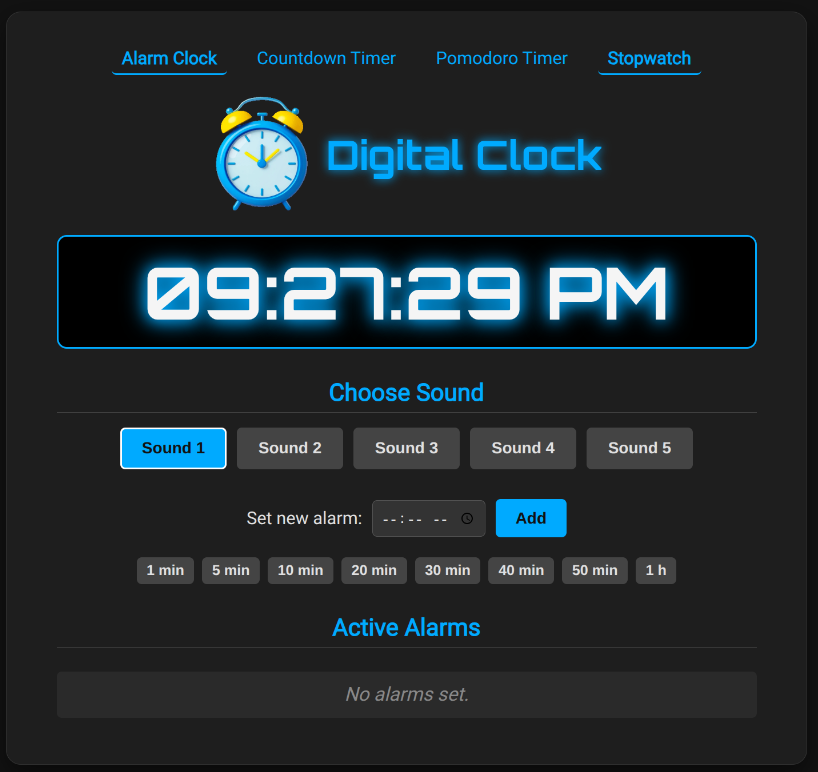 Alarm Clock Countdown Timer Pomodoro Timer Stopwatch
Digital Clock
09:27:29 PM
Choose Sound
Sound 1 Sound 2 Sound 3 Sound 4 Sound 5
Set new alarm: --:-- -- Add
1 min 5 min 10 min 20 min 30 min 40 min 50 min 1 h
Active Alarms
No alarms set.